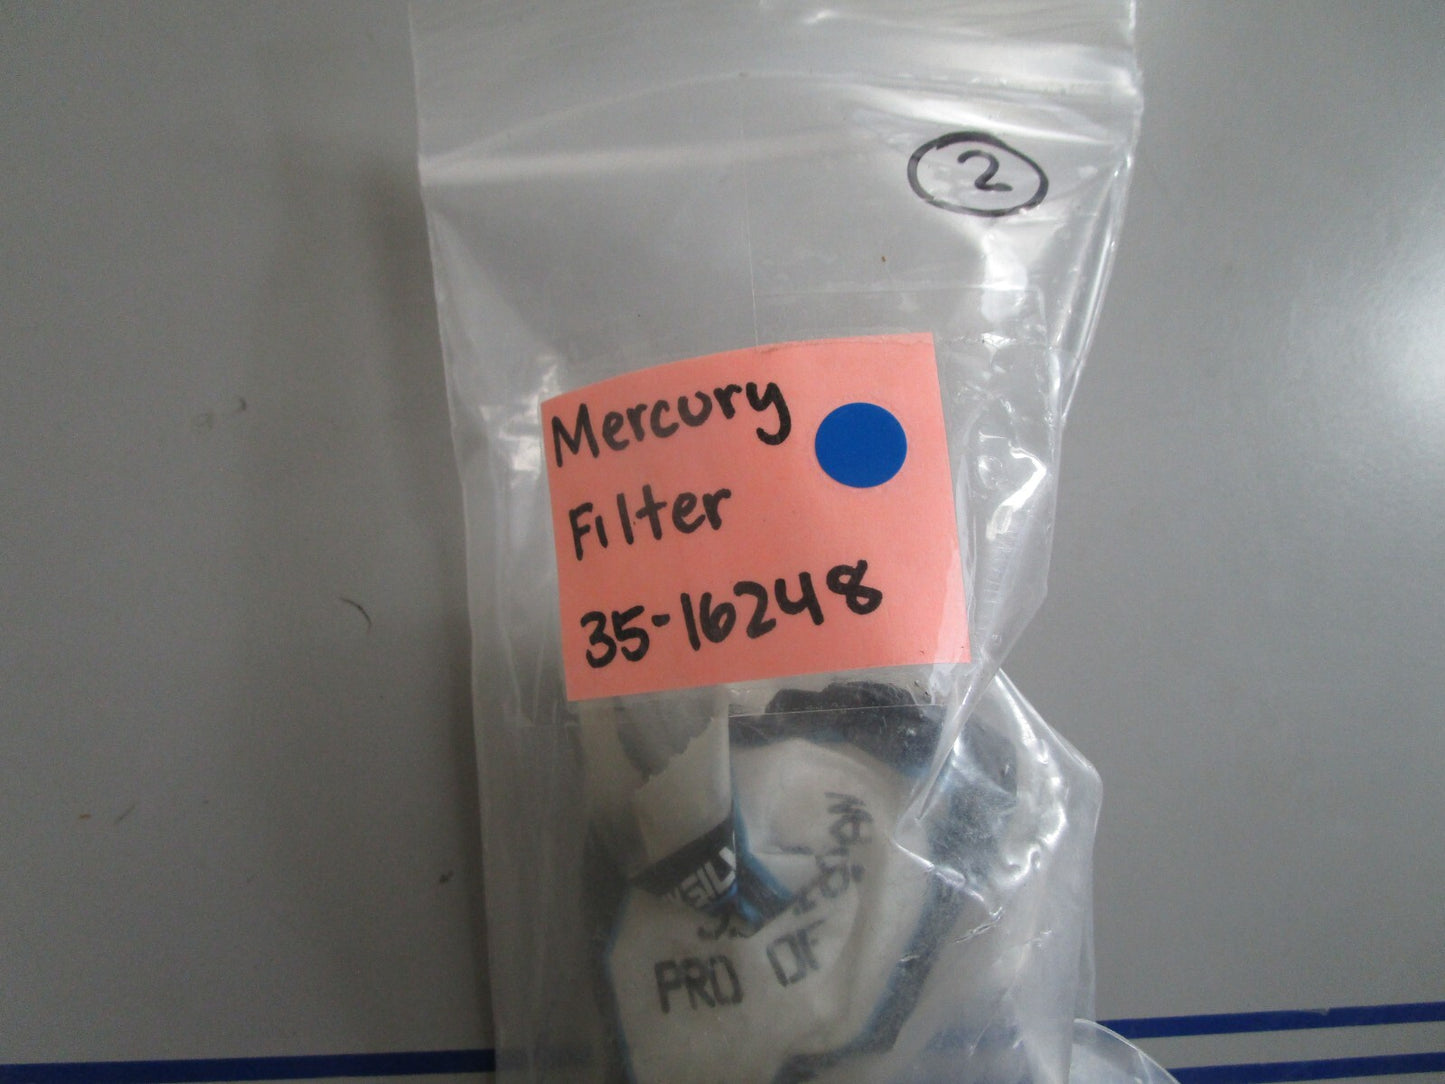 2
Mercury
Filter
35-16248
PRO OF